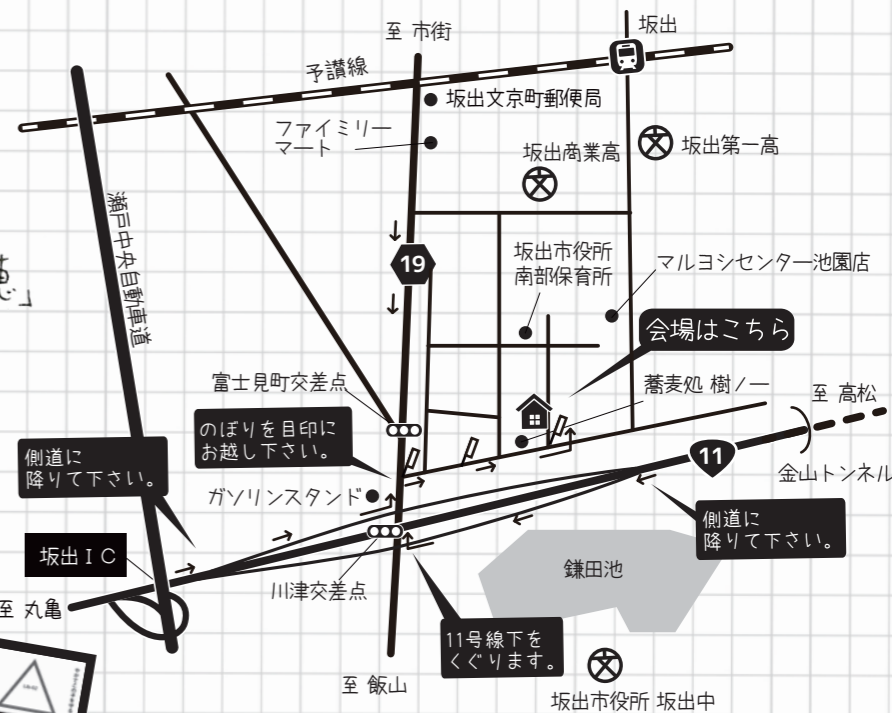 至 市街
坂出
予讃線
坂出文京町郵便局
ファイミリー
マート
坂出商業高
坂出第一高
瀬戸中央自動車道
19
坂出市役所
南部保育所
マルヨシセンター池園店
会場はこちら
富士見町交差点
蕎麦処 樹ノ一
至 高松
のぼりを目印に
お越し下さい。
11
側道に
降りて下さい。
金山トンネル
ガソリンスタンド
側道に
降りて下さい。
坂出IC
川津交差点
鎌田池
至 丸亀
11号線下を
くぐります。
至 飯山
坂出市役所 坂出中